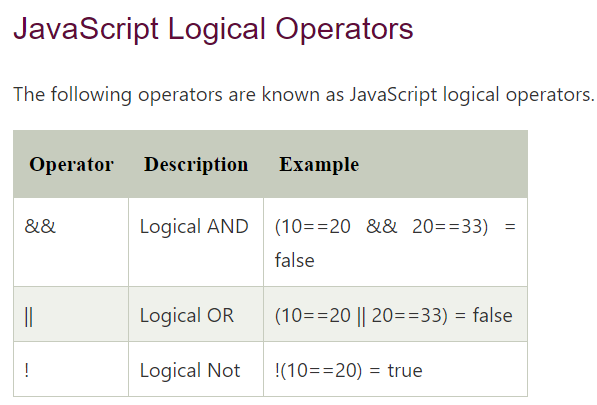 JavaScript Logical Operators
The following operators are known as JavaScript logical operators.
Operator Description Example
&& Logical AND (10==20 && 20==33) =
false
|| Logical OR (10==20 || 20==33) = false
! Logical Not !(10==20) = true